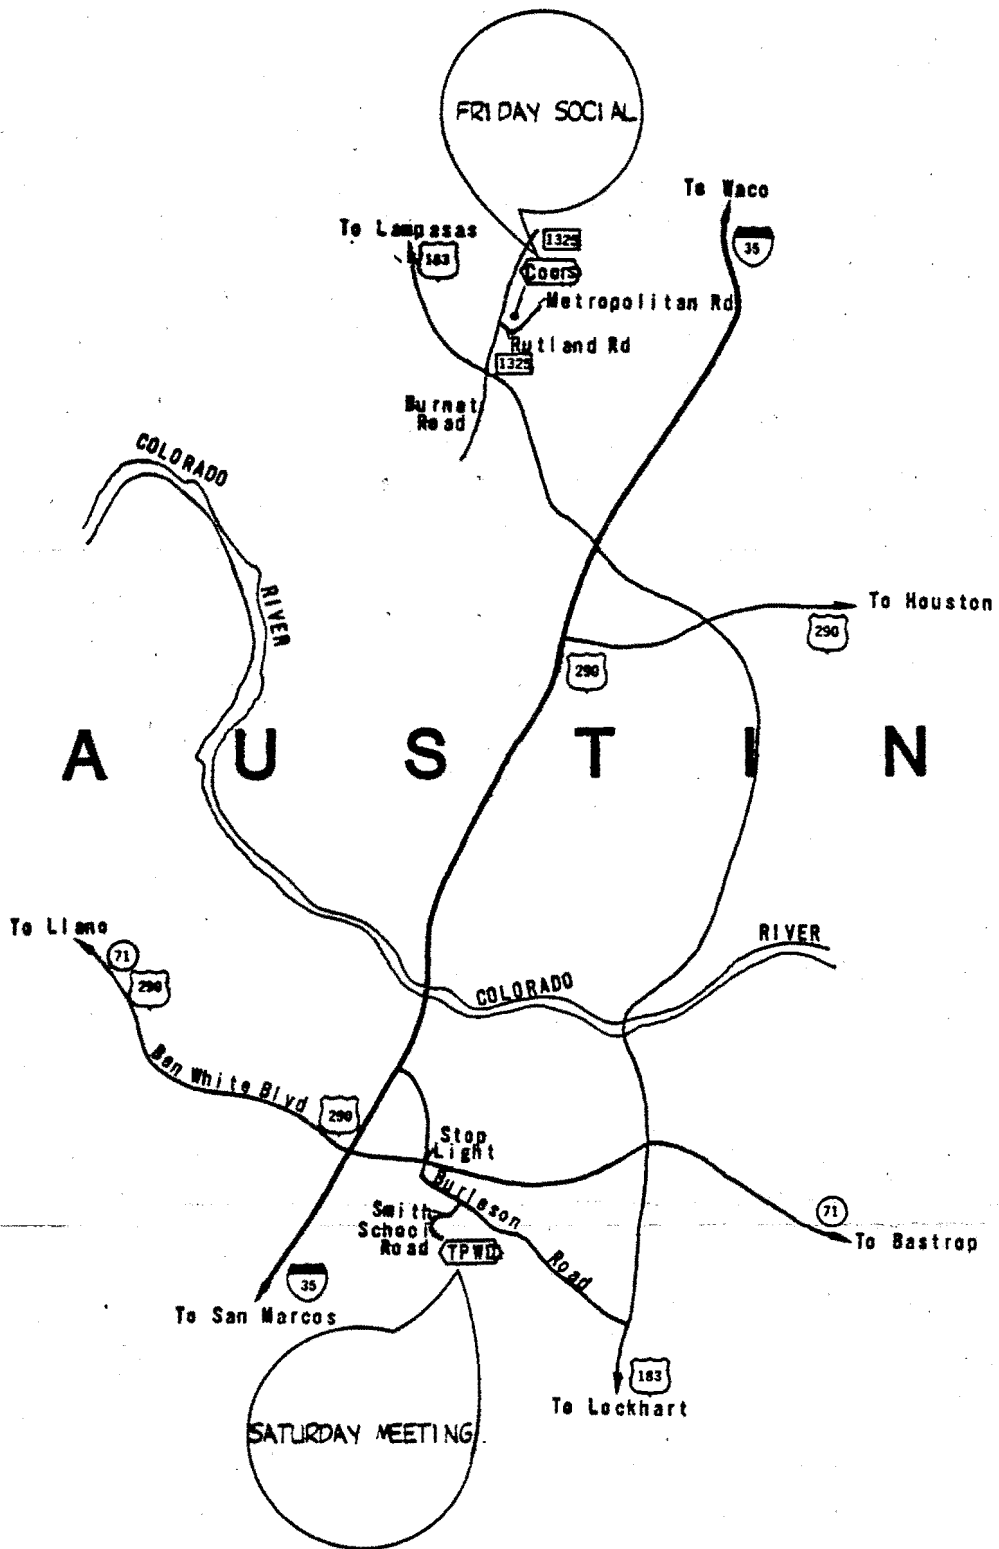 FRIDAY SOCIAL
To Waco
35
To Lampasas
183
1325
Coors
Metropolitan Rd
Rutland Rd
1325
Burnet
Road
COLORADO
RIVER
To Houston
290
290
AUSTIN
To Llano
71
290
RIVER
COLORADO
Ben White Blvd
290
Stop
Light
Burleson
Road
Smith
School
Road
TPWD
71
To Bastrop
35
To San Marcos
183
To Lockhart
SATURDAY MEETING